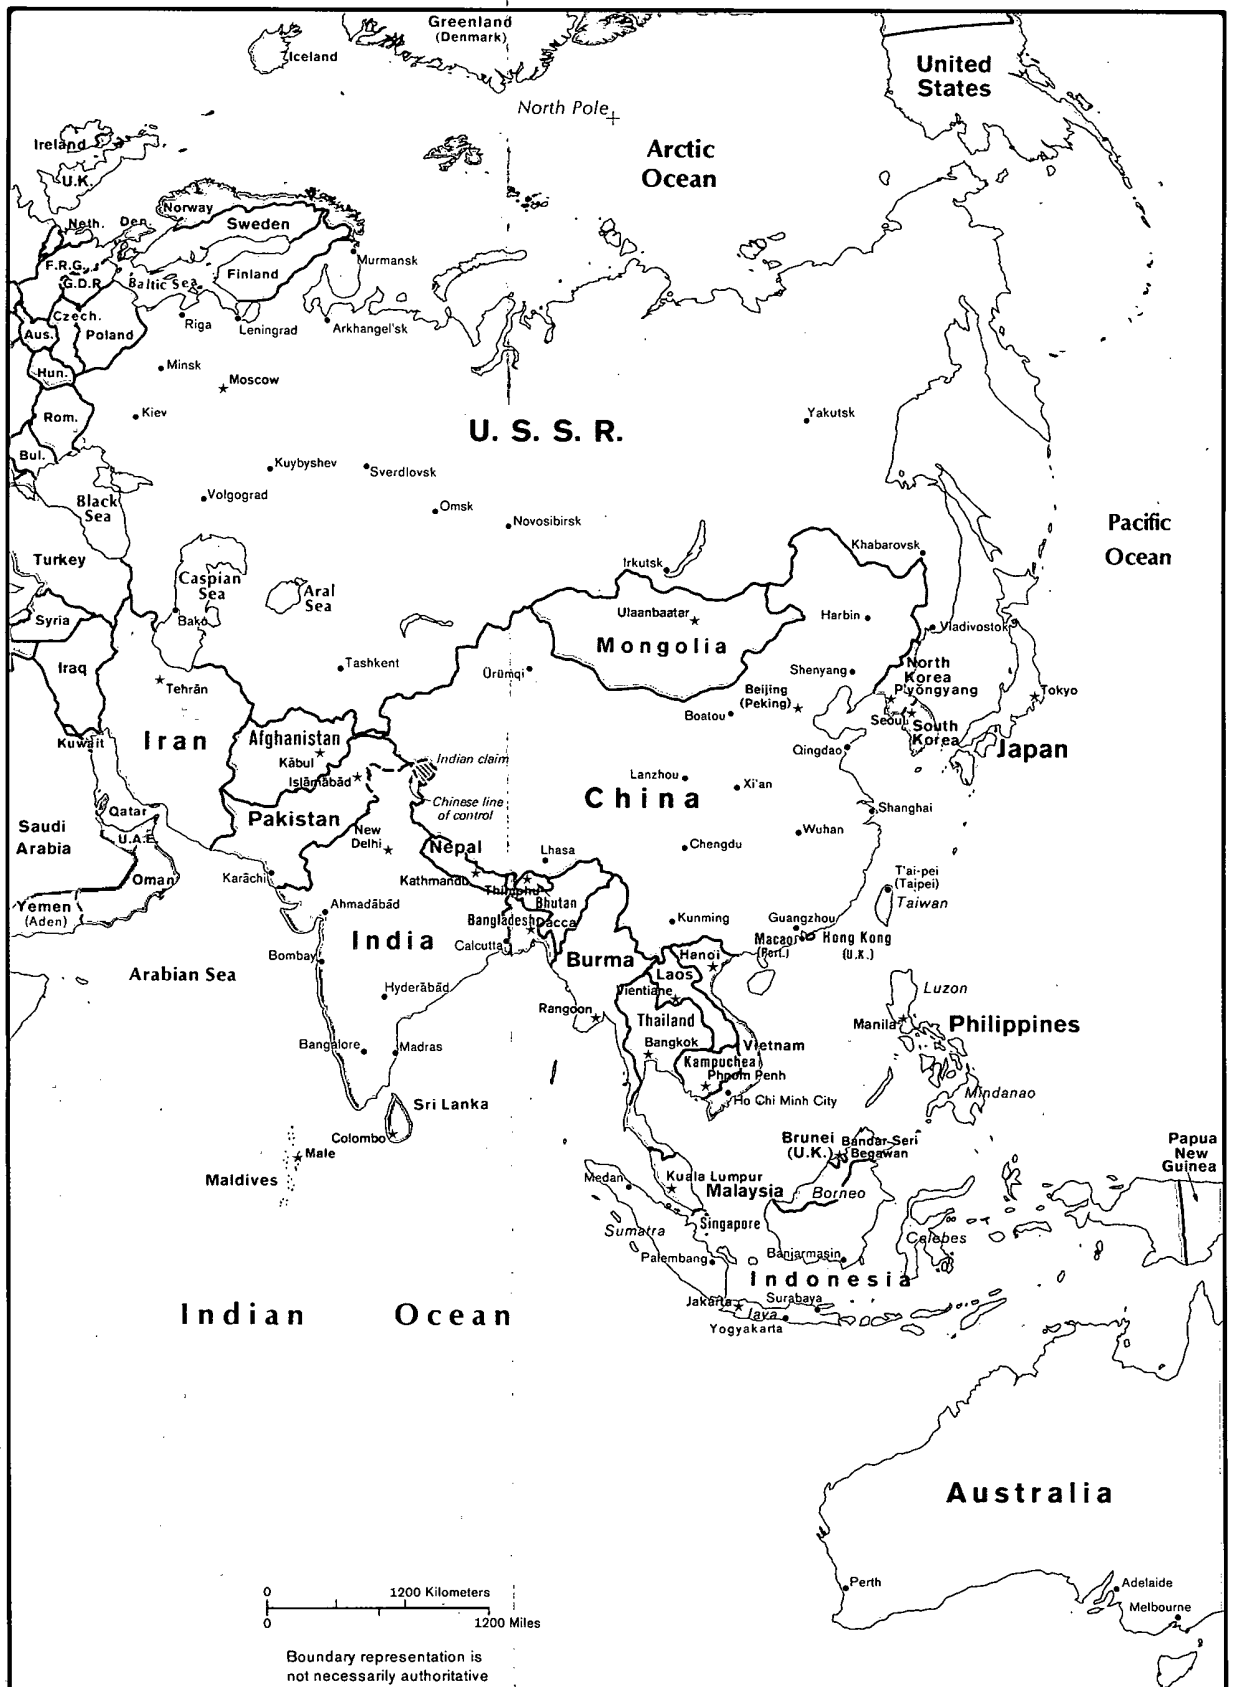 Greenland
(Denmark)
Iceland
United
States
North Pole
Arctic
Ocean
Ireland
U.K.
Norway
Sweden
Neth.
Den.
Murmansk
F.R.G.
G.D.R.
Baltic Sea
Finland
Czech.
Riga
Leningrad
Arkhangel'sk
Aus.
Poland
Minsk
Hun.
Moscow
Rom.
Kiev
U. S. S. R.
Yakutsk
Bul.
Kuybyshev
Sverdlovsk
Black
Sea
Volgograd
Omsk
Novosibirsk
Pacific
Ocean
Turkey
Khabarovsk
Irkutsk
Caspian
Sea
Aral
Sea
Syria
Ulaanbaatar
Harbin
Vladivostok
Mongolia
Iraq
Tashkent
Ürümqi
Shenyang
North
Korea
P'yŏngyang
Tehrān
Beijing
(Peking)
Tokyo
Boatou
Seoul
South
Korea
Kuwait
Iran
Afghanistan
Qingdao
Japan
Kābul
Indian claim
Islāmābād
Lanzhou
Xi'an
China
Chinese line
of control
Qatar
Pakistan
Shanghai
Saudi
Arabia
U.A.E.
New
Delhi
Nepal
Wuhan
Chengdu
Lhasa
Oman
Karāchi
Kathmandu
Thimphu
T'ai-pei
(Taipei)
Yemen
(Aden)
Bhutan
Taiwan
Ahmadābād
Bangladesh
Dacca
Kunming
Guangzhou
India
Calcutta
Macao
(Port.)
Hong Kong
(U.K.)
Bombay
Burma
Hanoi
Arabian Sea
Laos
Hyderābād
Vientiane
Luzon
Rangoon
Thailand
Manila
Philippines
Bangalore
Madras
Bangkok
Vietnam
Kampuchea
Phnom Penh
Mindanao
Sri Lanka
Ho Chi Minh City
Colombo
Brunei
(U.K.)
Bandar Seri
Begawan
Papua
New
Guinea
Male
Maldives
Medan
Kuala Lumpur
Malaysia
Borneo
Sumatra
Singapore
Celebes
Palembang
Banjarmasin
Indonesia
Jakarta
Surabaya
Java
Yogyakarta
Indian Ocean
Australia
Perth
Adelaide
Melbourne
0 1200 Kilometers
0 1200 Miles
Boundary representation is
not necessarily authoritative